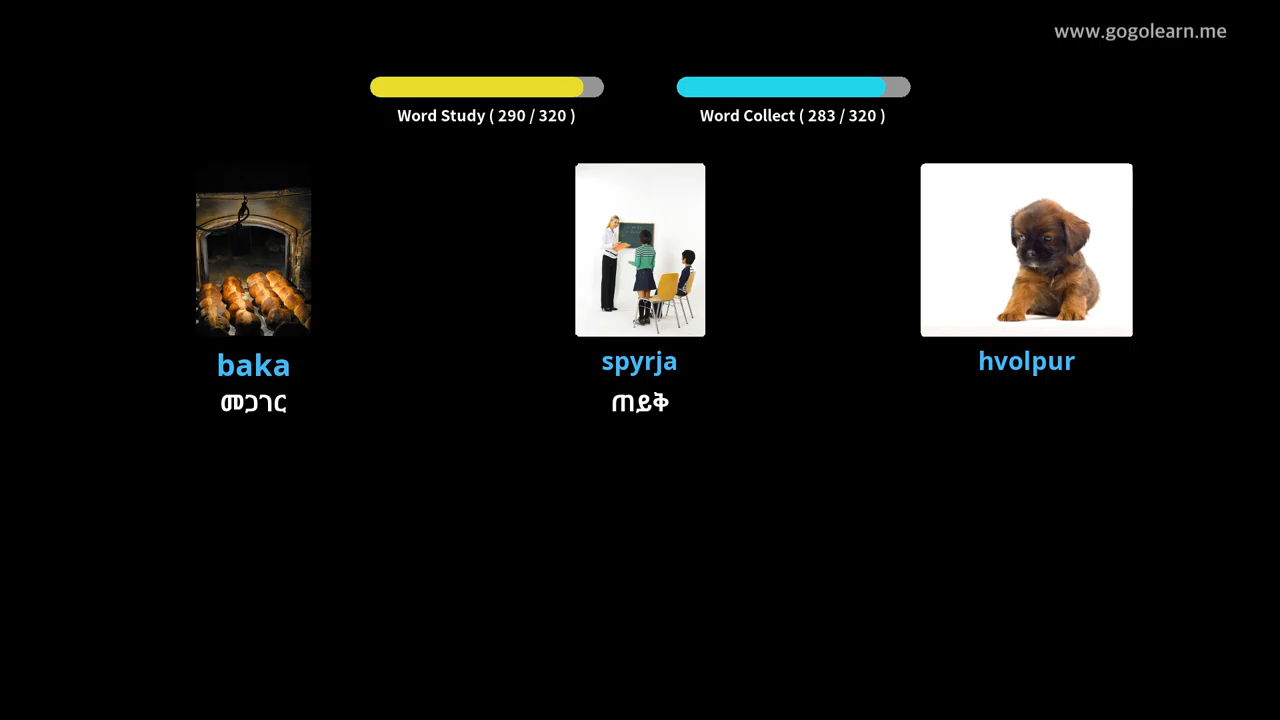 www.gogolearn.me
Word Study ( 290 / 320 )
Word Collect ( 283 / 320 )
baka
spyrja
hvolpur
መጋገር
ጠይቅ